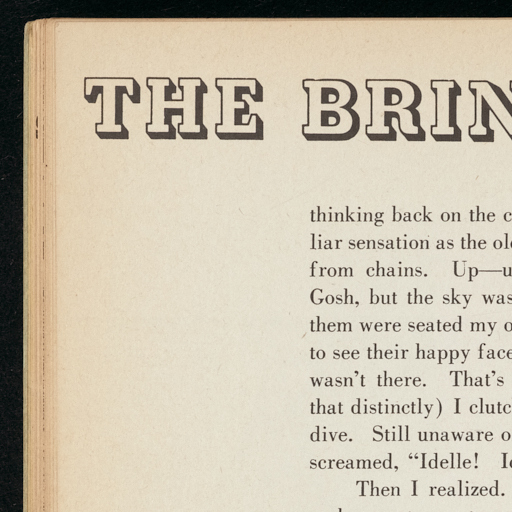 THE BRIN
thinking back on the c
liar sensation as the ol
from chains. Up—u
Gosh, but the sky was
them were seated my o
to see their happy face
wasn't there. That's
that distinctly) I clutc
dive. Still unaware o
screamed, "Idelle! I
Then I realized.